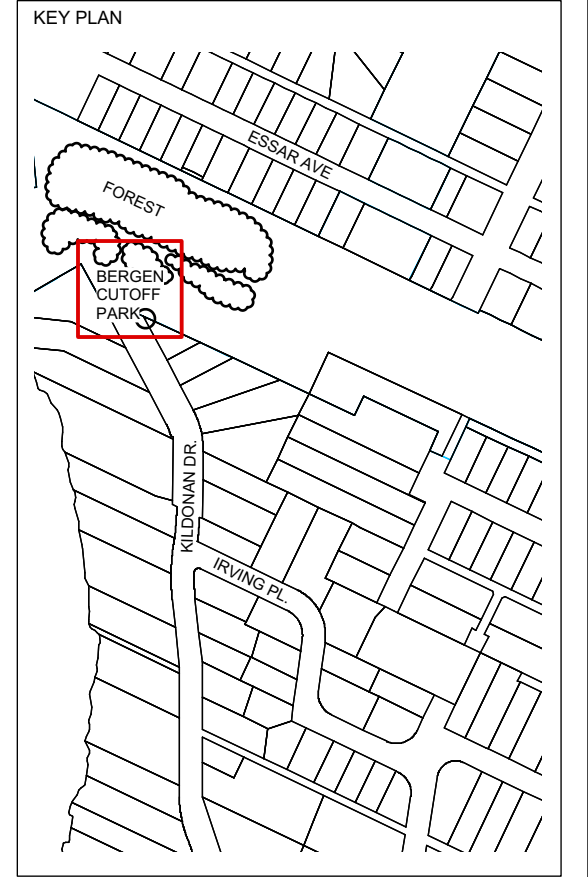 KEY PLAN
ESSAR AVE
FOREST
BERGEN
CUTOFF
PARK
KILDONAN DR.
IRVING PL.